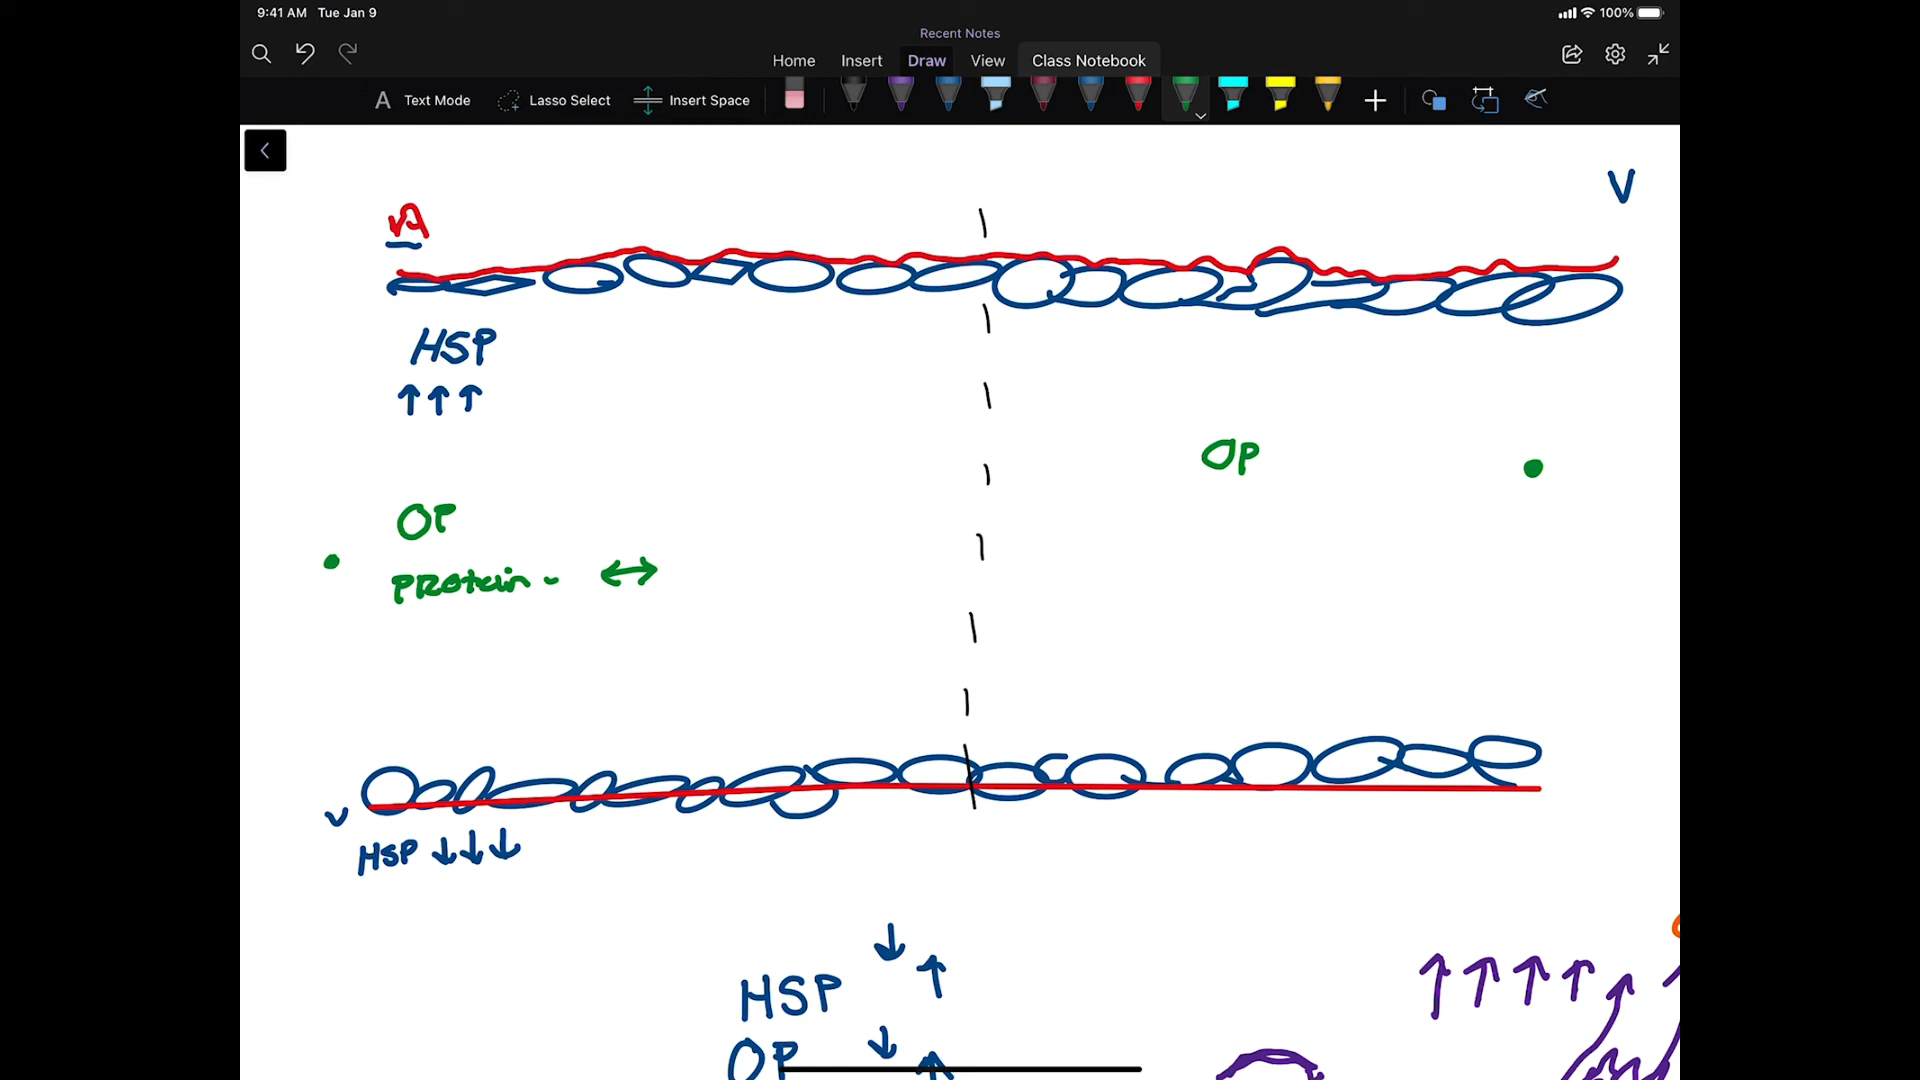 9:41 AM Tue Jan 9 100%
Recent Notes
Home Insert Draw View Class Notebook
A Text Mode Lasso Select Insert Space
V
HSP
↑↑↑
OP
OP
PRotein - ↔
V
HSP ↓↓↓
HSP ↓↑
OP ↓↑
↑↑↑↑